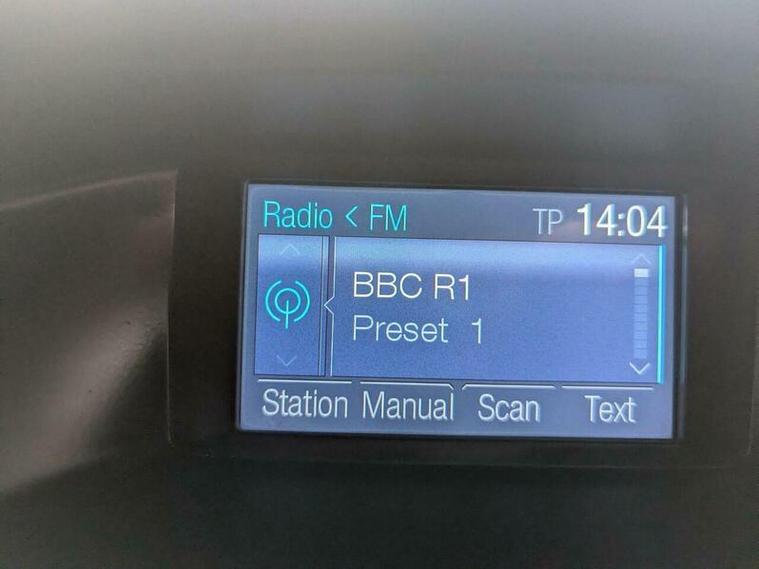 Radio < FM TP 14:04
BBC R1
Preset 1
Station Manual Scan Text